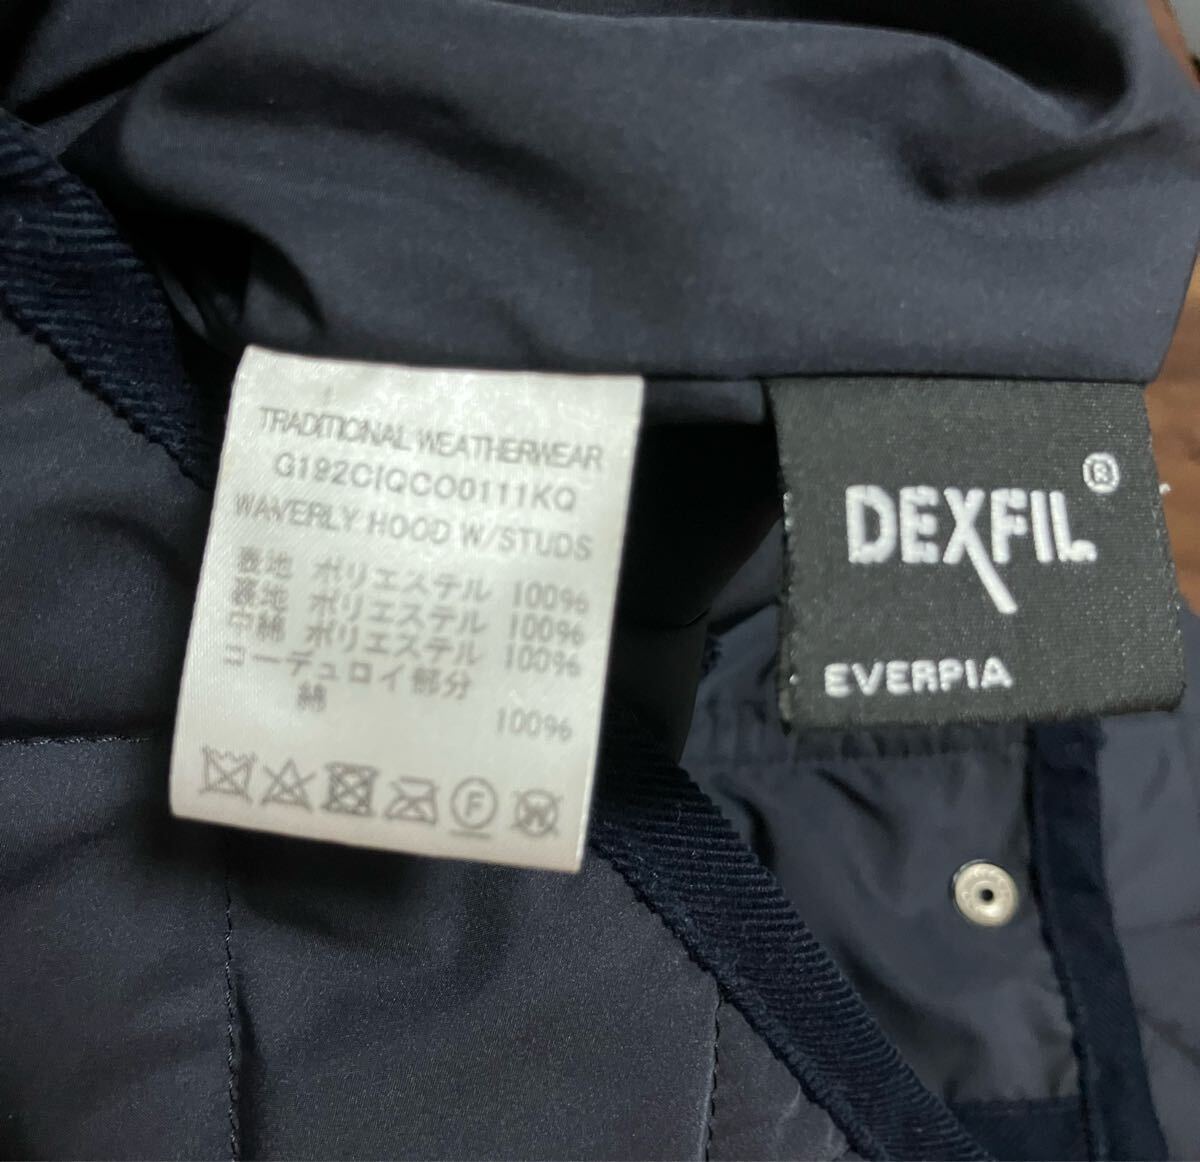 TRADITIONAL WEATHERWEAR
G192CIQCO0111KQ
WAVERLY HOOD W/STUDS
表地 ポリエステル 100%
裏地 ポリエステル 100%
中綿 ポリエステル 100%
コーデュロイ部分
綿 100%
F
W
DEXFIL®
EVERPIA